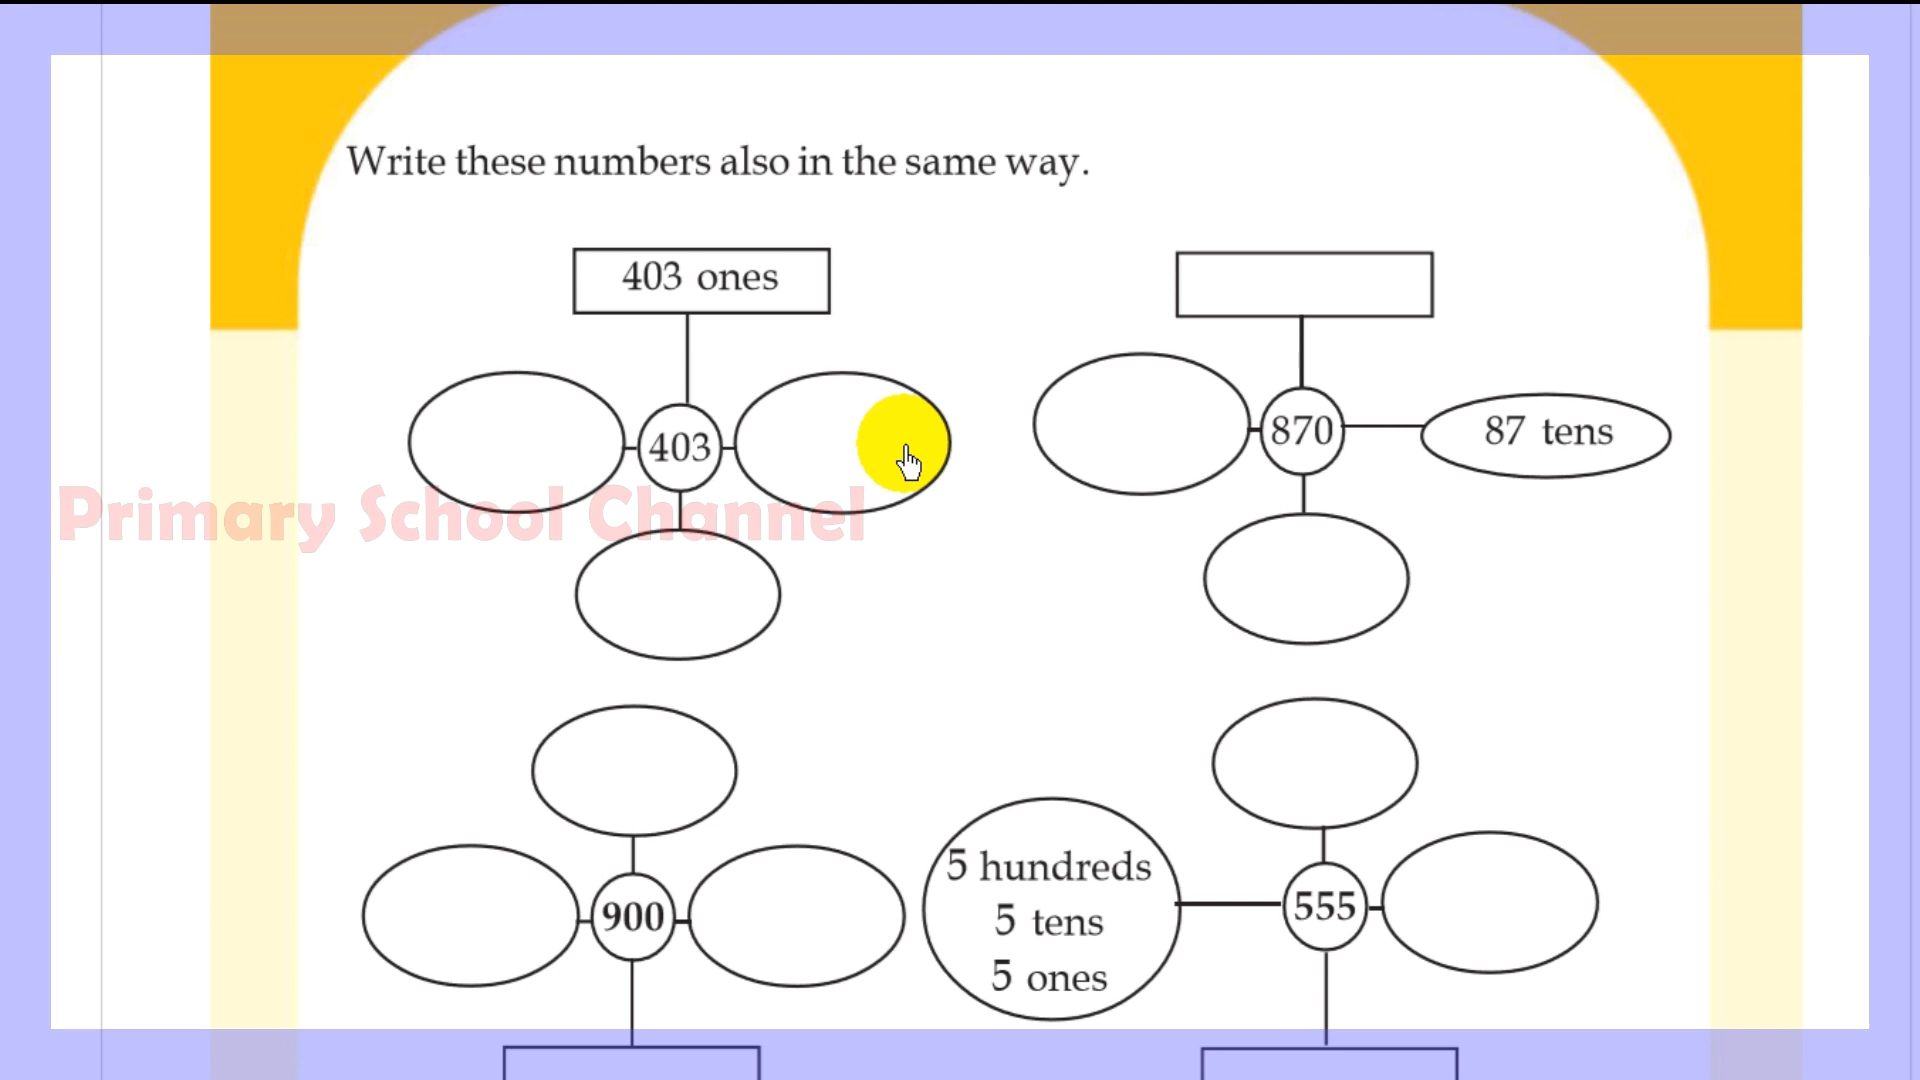 Write these numbers also in the same way.
403 ones
403
870
87 tens
Primary School Channel
900
5 hundreds
5 tens
5 ones
555